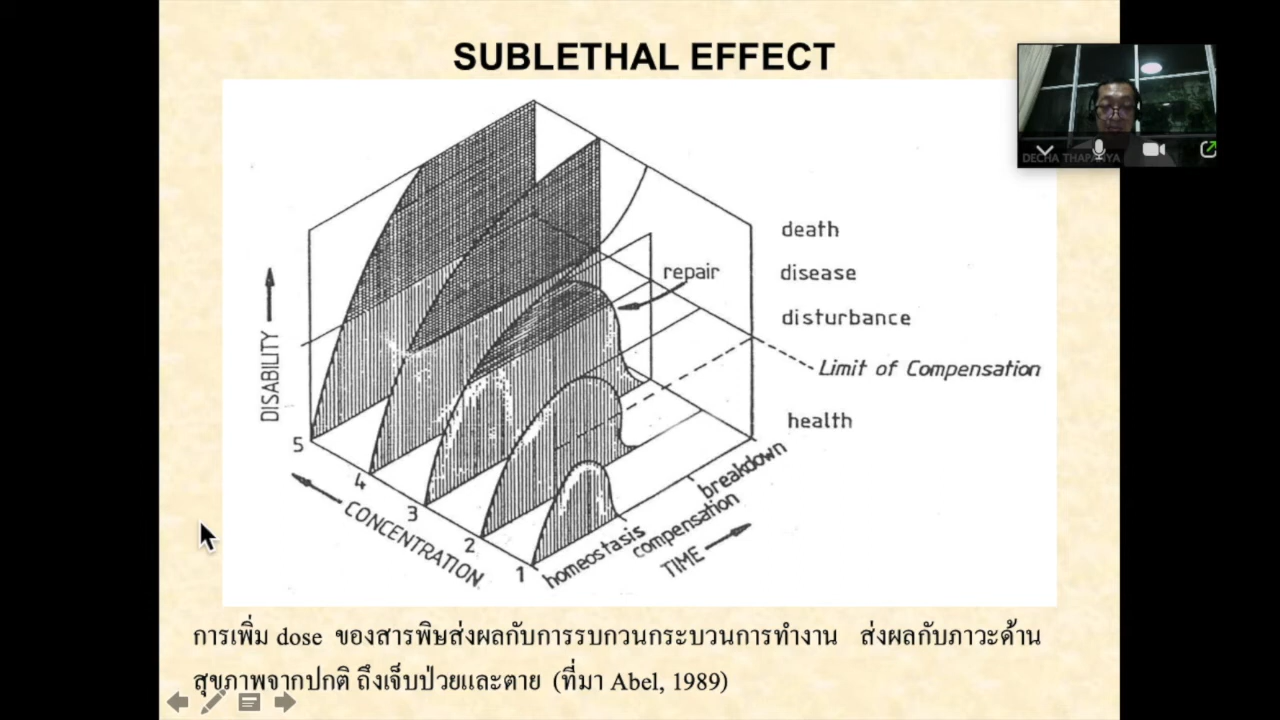 SUBLETHAL EFFECT
DECHA THAPANYA
death
disease
repair
disturbance
Limit of Compensation
health
DISABILITY
5
4
3
2
1
CONCENTRATION
homeostasis
compensation
breakdown
TIME
การเพิ่ม dose ของสารพิษส่งผลกับการรบกวนกระบวนการทำงาน ส่งผลกับภาวะด้าน
สุขภาพจากปกติ ถึงเจ็บป่วยและตาย (ที่มา Abel, 1989)